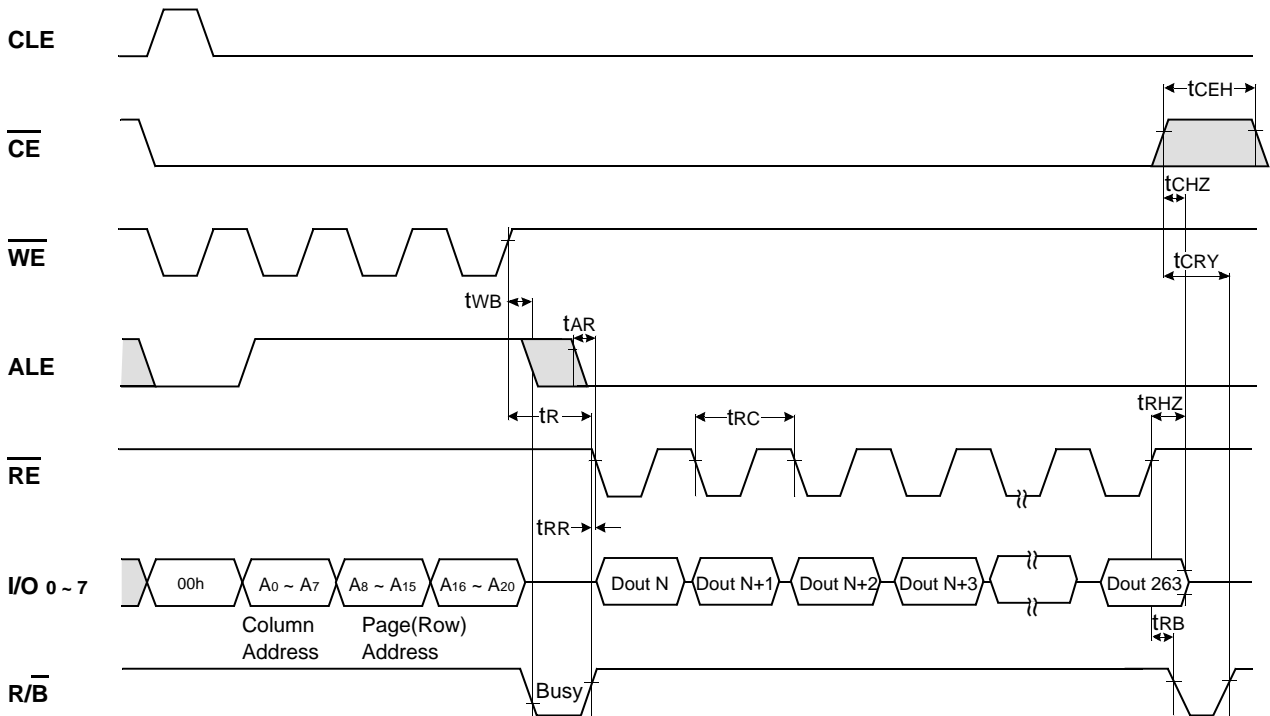 CLE
tCEH
CE
tCHZ
WE
tCRY
tWB
tAR
ALE
tR
tRC
tRHZ
RE
tRR
I/O 0 ~ 7
00h
A0 ~ A7
A8 ~ A15
A16 ~ A20
Dout N
Dout N+1
Dout N+2
Dout N+3
Dout 263
Column
Address
Page(Row)
Address
tRB
R/B
Busy